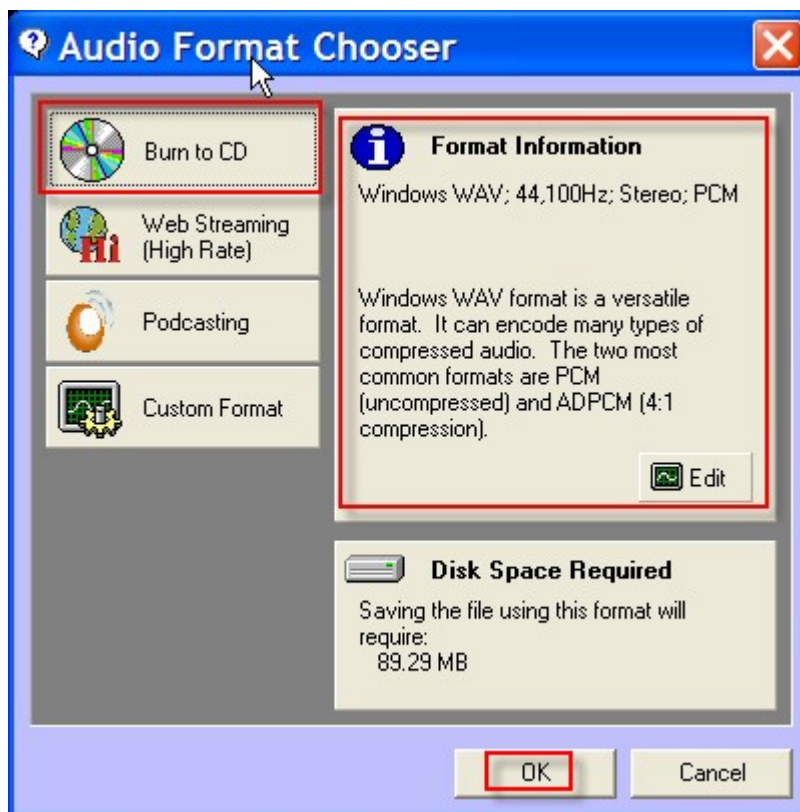 Audio Format Chooser
Burn to CD
Web Streaming
(High Rate)
Hi
Podcasting
Custom Format
Format Information
Windows WAV; 44,100Hz; Stereo; PCM
Windows WAV format is a versatile
format. It can encode many types of
compressed audio. The two most
common formats are PCM
(uncompressed) and ADPCM (4:1
compression).
Edit
Disk Space Required
Saving the file using this format will
require:
89.29 MB
OK
Cancel